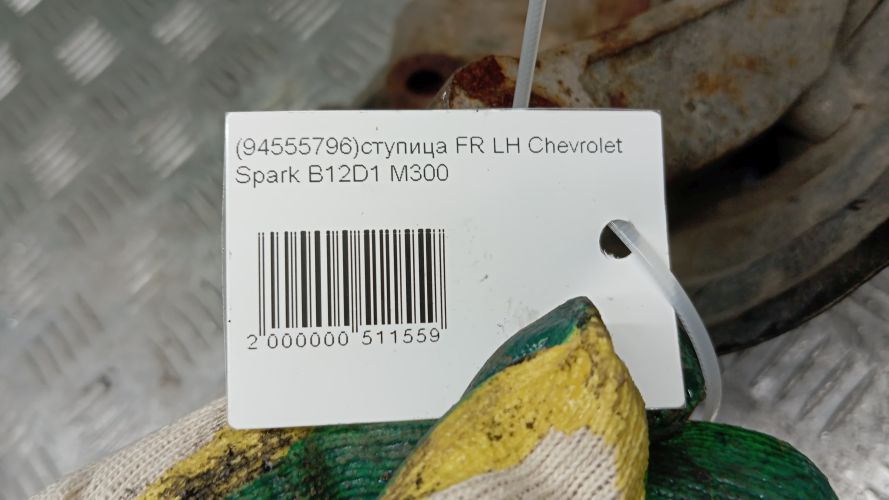 (94555796)ступица FR LH Chevrolet
Spark B12D1 M300
2 000000 511559